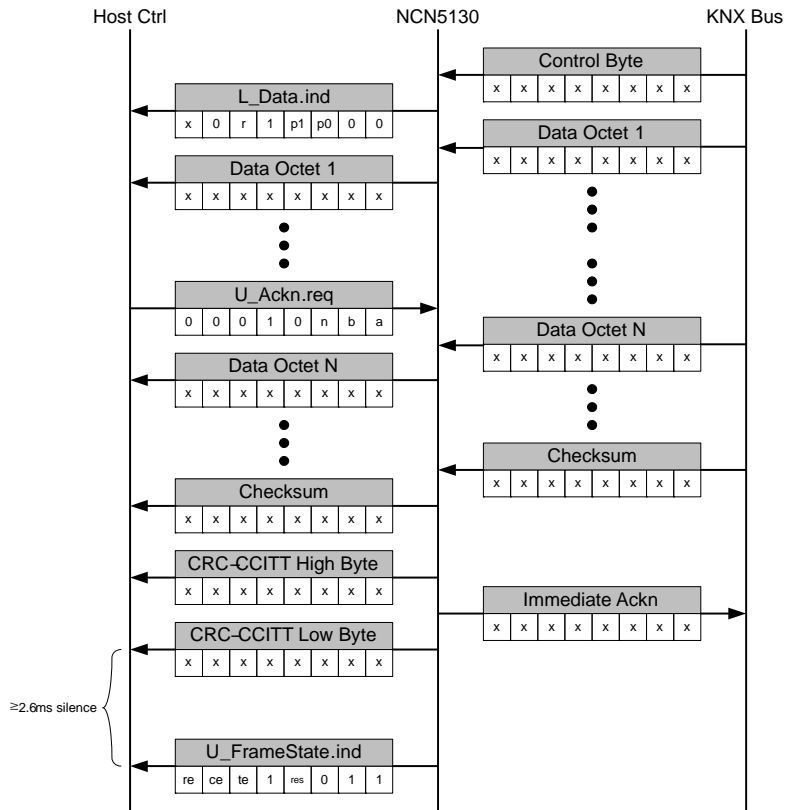 Host Ctrl NCN5130 KNX Bus
Control Byte
x x x x x x x x
L_Data.ind
x 0 r 1 p1 p0 0 0
Data Octet 1
x x x x x x x x
Data Octet 1
x x x x x x x x
U_Ackn.req
0 0 0 1 0 n b a
Data Octet N
x x x x x x x x
Data Octet N
x x x x x x x x
Checksum
x x x x x x x x
Checksum
x x x x x x x x
CRC-CCITT High Byte
x x x x x x x x
Immediate Ackn
x x x x x x x x
CRC-CCITT Low Byte
x x x x x x x x
≥2.6ms silence
U_FrameState.ind
re ce te 1 res 0 1 1